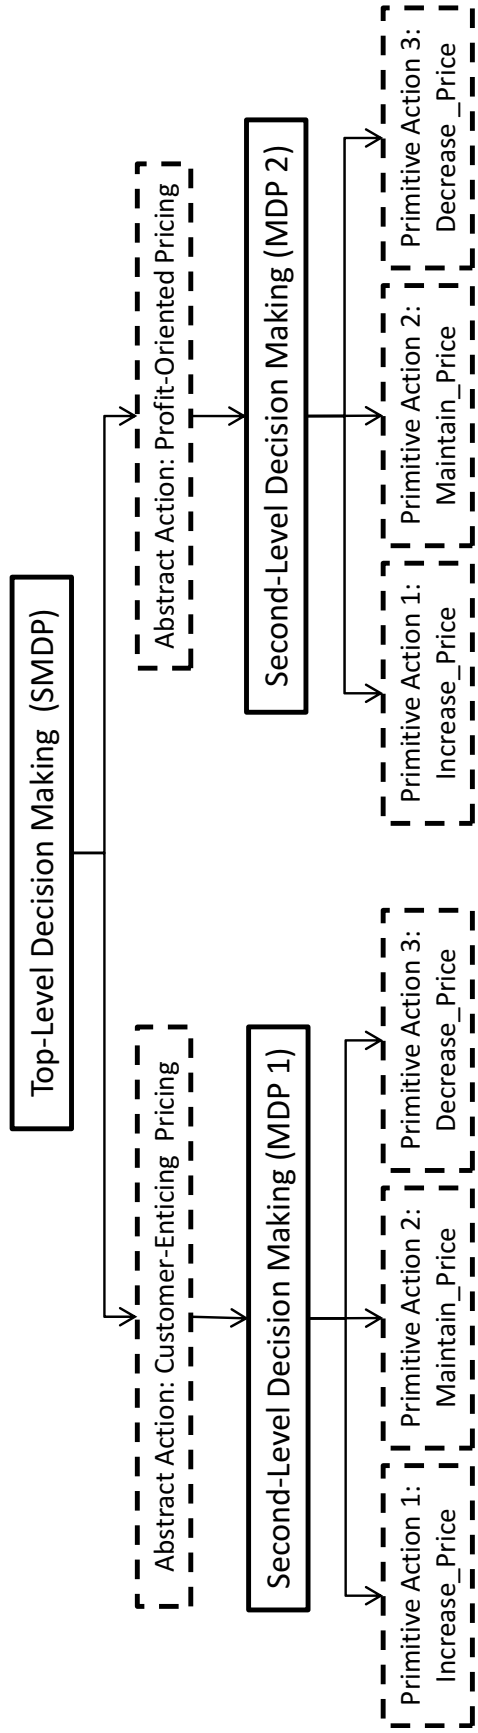 Top-Level Decision Making (SMDP)
Abstract Action: Customer-Enticing Pricing
Abstract Action: Profit-Oriented Pricing
Second-Level Decision Making (MDP 1)
Second-Level Decision Making (MDP 2)
Primitive Action 1:
Increase_Price
Primitive Action 2:
Maintain_Price
Primitive Action 3:
Decrease_Price
Primitive Action 1:
Increase_Price
Primitive Action 2:
Maintain_Price
Primitive Action 3:
Decrease _Price